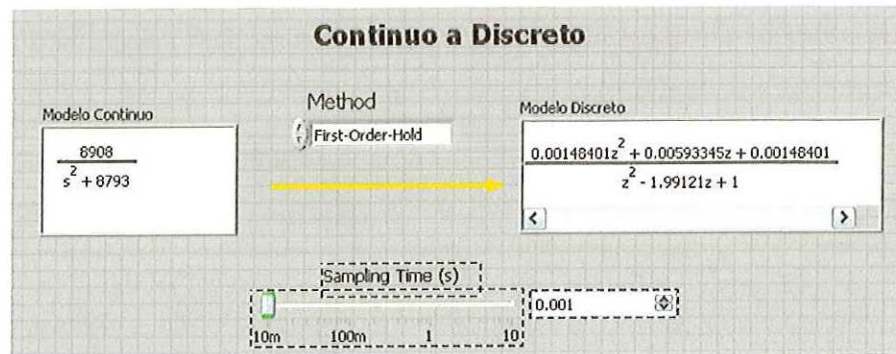 Continuo a Discreto
Method
First-Order-Hold
Modelo Continuo
8908
s² + 8793
Modelo Discreto
0.00148401z² + 0.00593345z + 0.00148401
z² - 1.99121z + 1
Sampling Time (s)
0.001
10m 100m 1 10